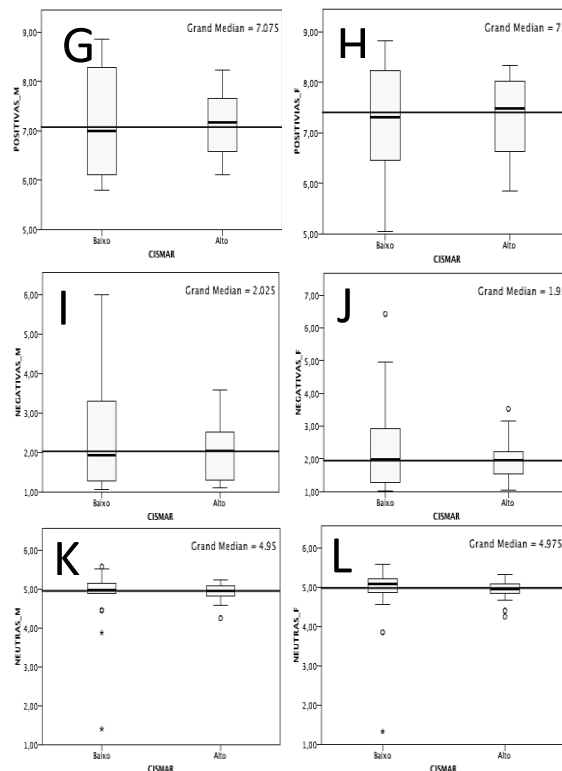 G
Grand Median = 7.075
9,00
8,00
7,00
6,00
5,00
POSITIVIAS_M
Baixo
Alto
CISMAR
H
Grand Median = 7.
9,00
8,00
7,00
6,00
5,00
POSITIVIAS_F
Baixo
Alto
CISMAR
I
Grand Median = 2.025
6,00
5,00
4,00
3,00
2,00
1,00
NEGATIVAS_M
Baixo
Alto
CISMAR
J
Grand Median = 1.9
7,00
6,00
5,00
4,00
3,00
2,00
1,00
NEGATIVAS_F
Baixo
Alto
CISMAR
K
Grand Median = 4.95
6,00
5,00
4,00
3,00
2,00
1,00
NEUTRAS_M
Baixo
Alto
CISMAR
L
Grand Median = 4.975
6,00
5,00
4,00
3,00
2,00
1,00
NEUTRAS_F
Baixo
Alto
CISMAR